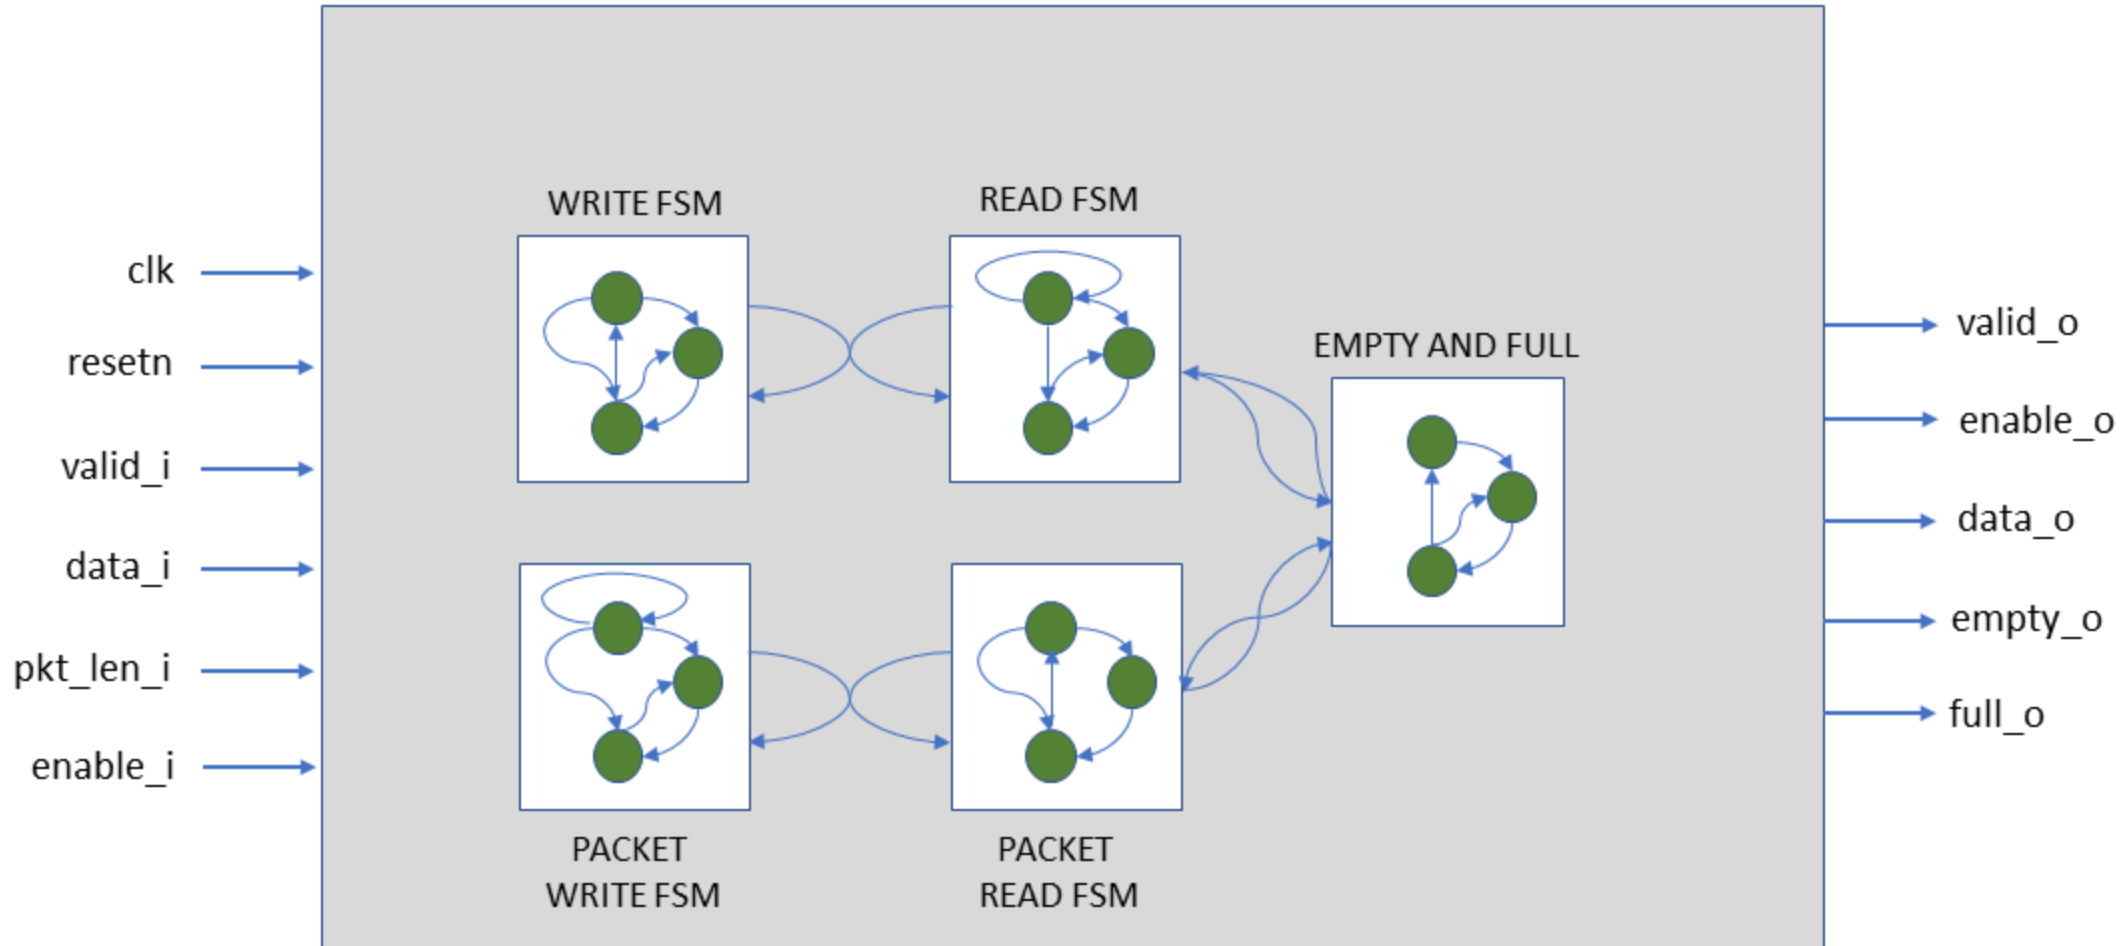 WRITE FSM
READ FSM
clk
resetn
valid_i
data_i
pkt_len_i
enable_i
EMPTY AND FULL
valid_o
enable_o
data_o
empty_o
full_o
PACKET
WRITE FSM
PACKET
READ FSM